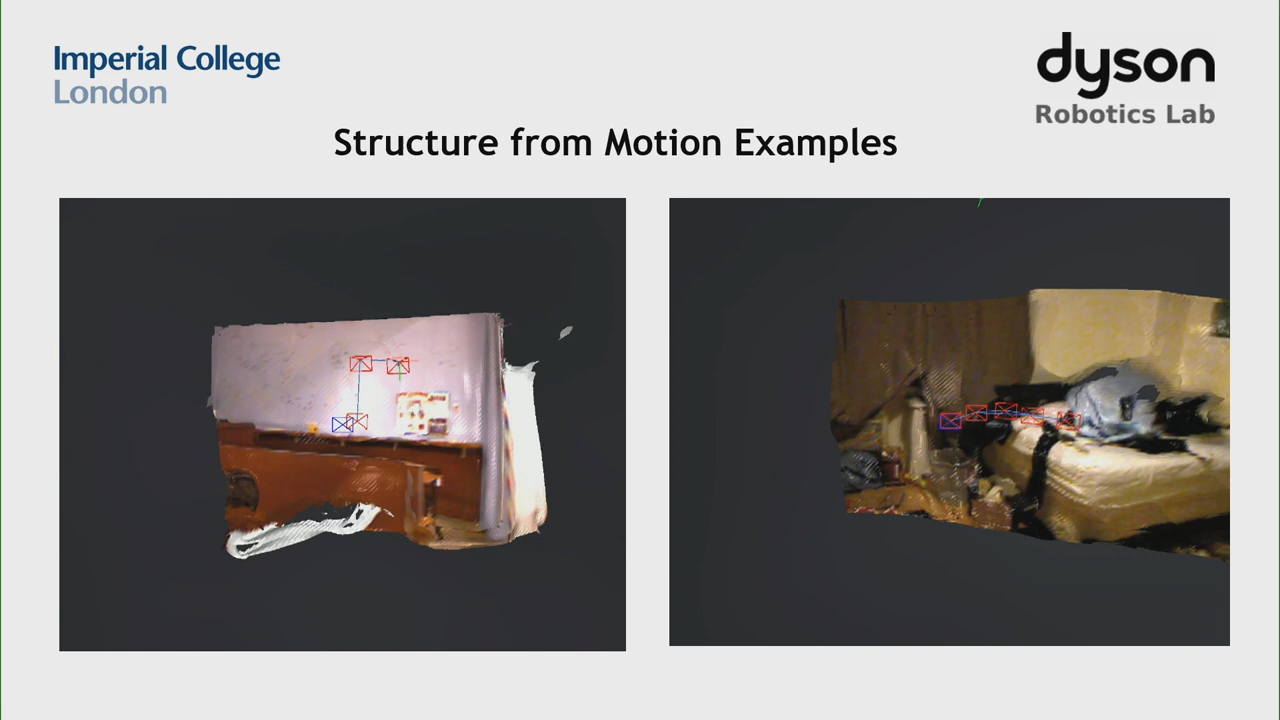 Imperial College
London
dyson
Robotics Lab
Structure from Motion Examples